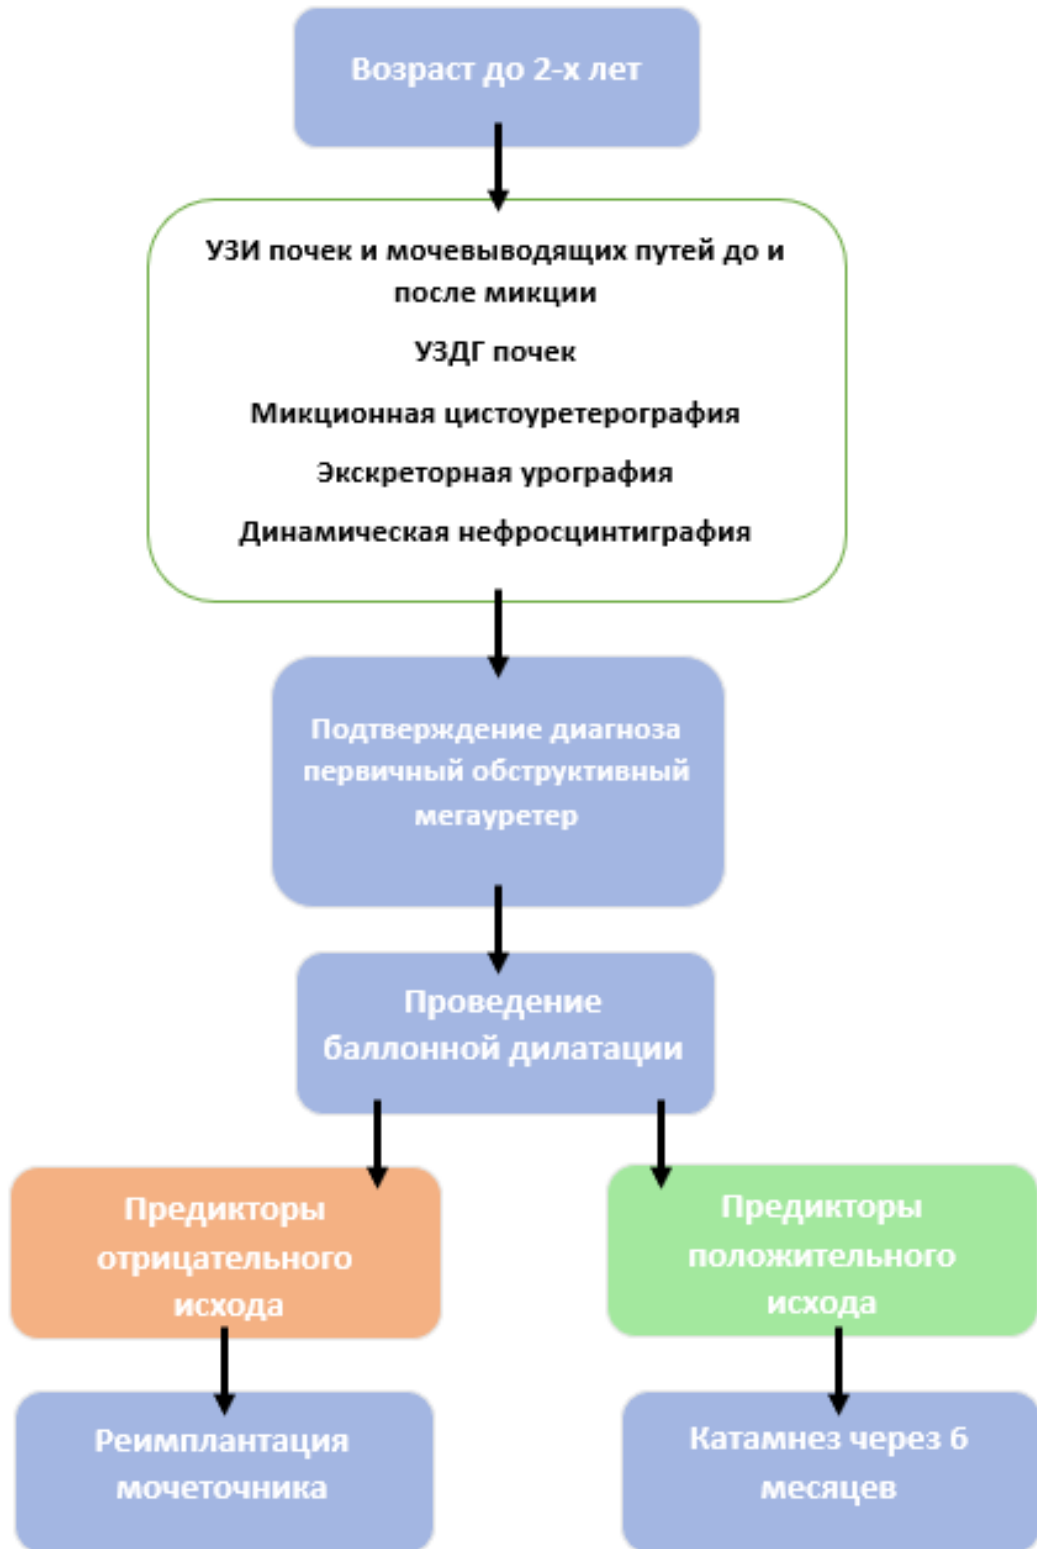 Возраст до 2-х лет
УЗИ почек и мочевыводящих путей до и
после микции
УЗДГ почек
Микционная цистоуретерография
Экскреторная урография
Динамическая нефросцинтиграфия
Подтверждение диагноза
первичный обструктивный
мегауретер
Проведение
баллонной дилатации
Предикторы
отрицательного
исхода
Предикторы
положительного
исхода
Реимплантация
мочеточника
Катамнез через 6
месяцев